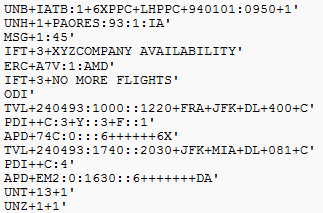 UNB+IATB:1+6XPPC+LHPPC+940101:0950+1'
UNH+1+PAORES:93:1:IA'
MSG+1:45'
IFT+3+XYZCOMPANY AVAILABILITY'
ERC+A7V:1:AMD'
IFT+3+NO MORE FLIGHTS'
ODI'
TVL+240493:1000::1220+FRA+JFK+DL+400+C'
PDI++C:3+Y::3+F::1'
APD+74C:0:::6++++++6X'
TVL+240493:1740::2030+JFK+MIA+DL+081+C'
PDI++C:4'
APD+EM2:0:1630::6+++++++DA'
UNT+13+1'
UNZ+1+1'